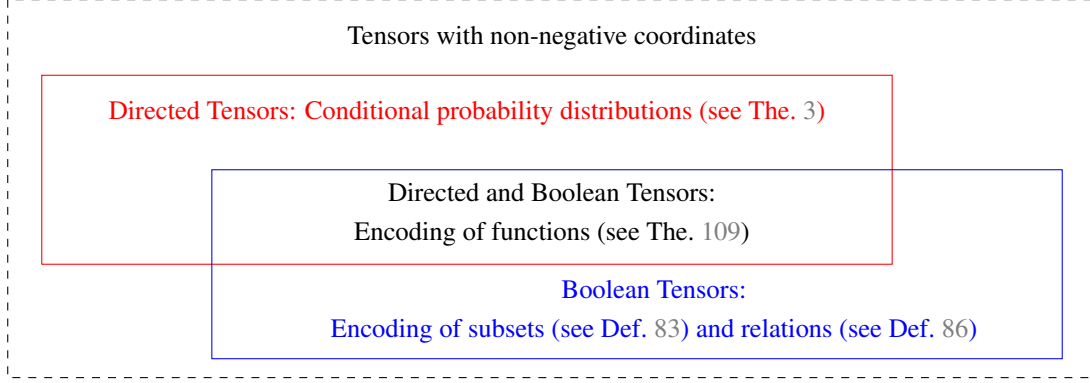 Tensors with non-negative coordinates
Directed Tensors: Conditional probability distributions (see The. 3)
Directed and Boolean Tensors:
Encoding of functions (see The. 109)
Boolean Tensors:
Encoding of subsets (see Def. 83) and relations (see Def. 86)